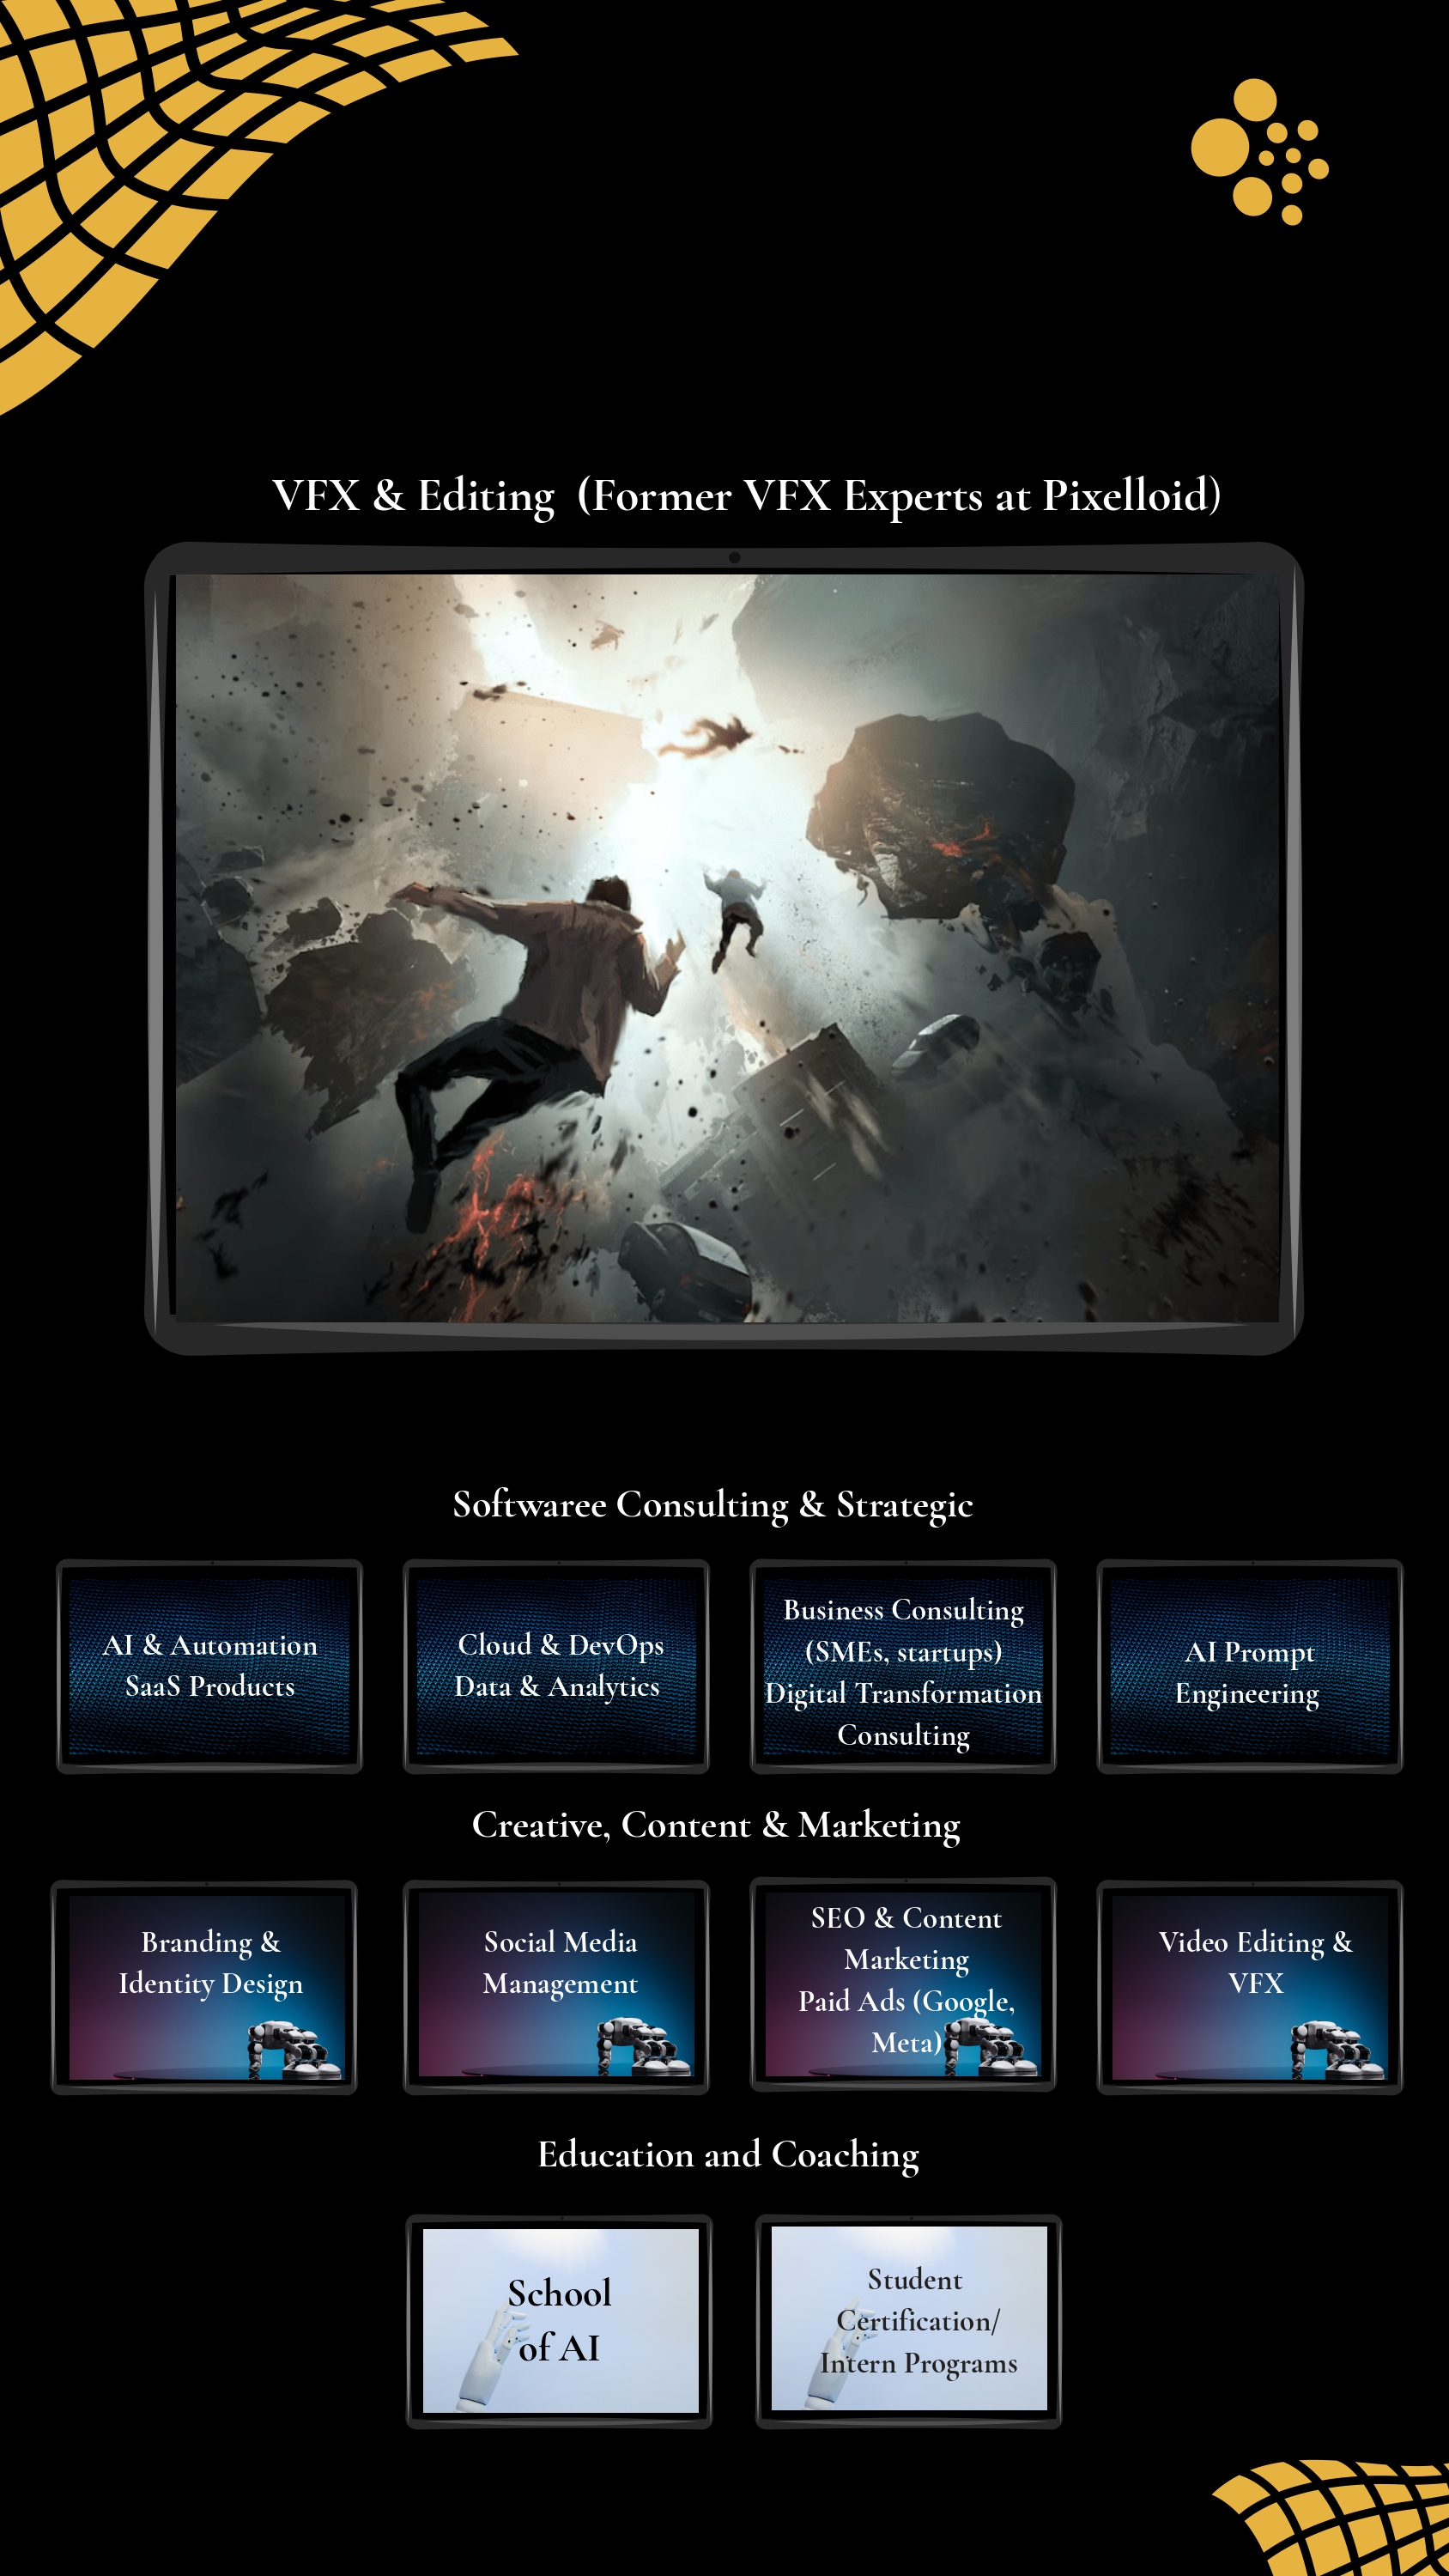 VFX & Editing (Former VFX Experts at Pixelloid)
Softwaree Consulting & Strategic
AI & Automation
SaaS Products
Cloud & DevOps
Data & Analytics
Business Consulting
(SMEs, startups)
Digital Transformation
Consulting
AI Prompt
Engineering
Creative, Content & Marketing
Branding &
Identity Design
Social Media
Management
SEO & Content
Marketing
Paid Ads (Google,
Meta)
Video Editing &
VFX
Education and Coaching
School
of AI
Student
Certification/
Intern Programs